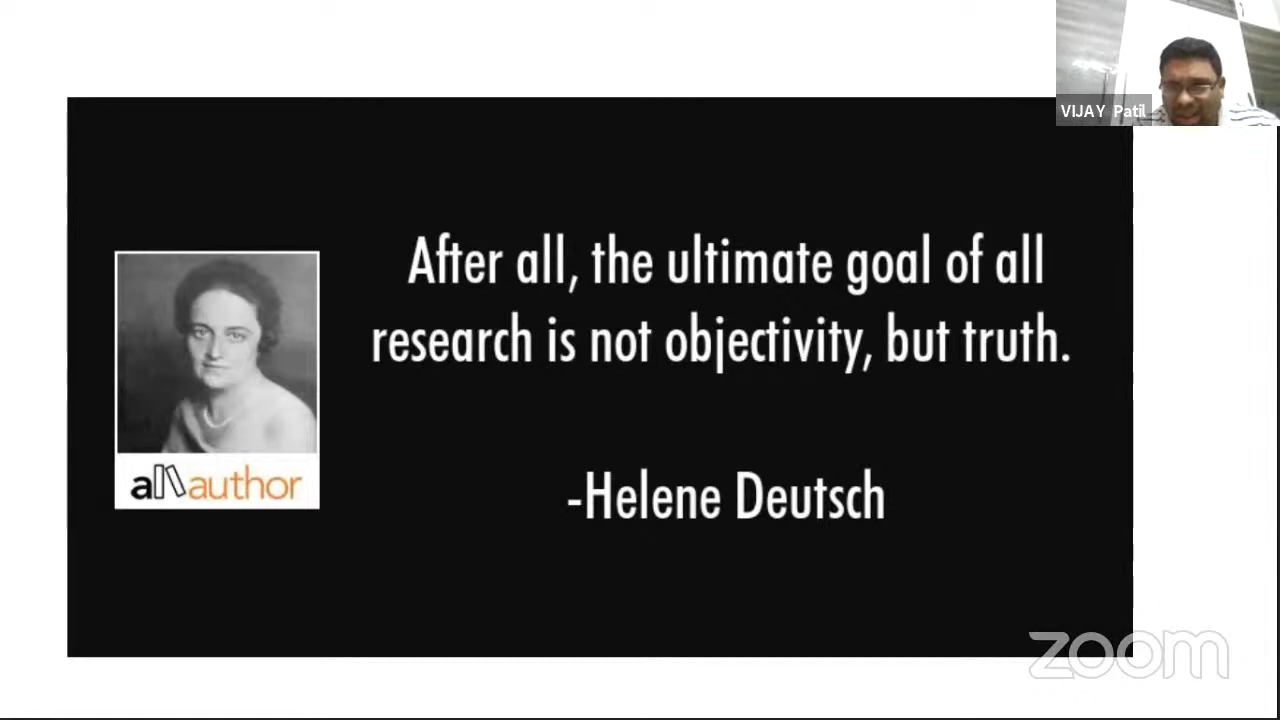 VIJAY Patil
After all, the ultimate goal of all
research is not objectivity, but truth.
-Helene Deutsch
allauthor
zoom